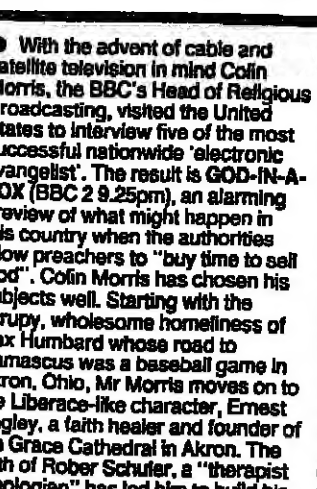 ● With the advent of cable and
atellite television in mind Colin
lorris, the BBC's Head of Religious
roadcasting, visited the United
tates to interview five of the most
uccessful nationwide 'electronic
vangelist'. The result is GOD-IN-A-
OX (BBC 2 9.25pm), an alarming
review of what might happen in
is country when the authorities
low preachers to "buy time to sell
od". Colin Morris has chosen his
bjects well. Starting with the
rupy, wholesome homeliness of
ex Humbard whose road to
amascus was a baseball game in
kron, Ohio, Mr Morris moves on to
e Liberace-like character, Ernest
ngley, a faith healer and founder of
Grace Cathedral in Akron. The
th of Rober Schuler, a "therapist
eologian" has led him to build his